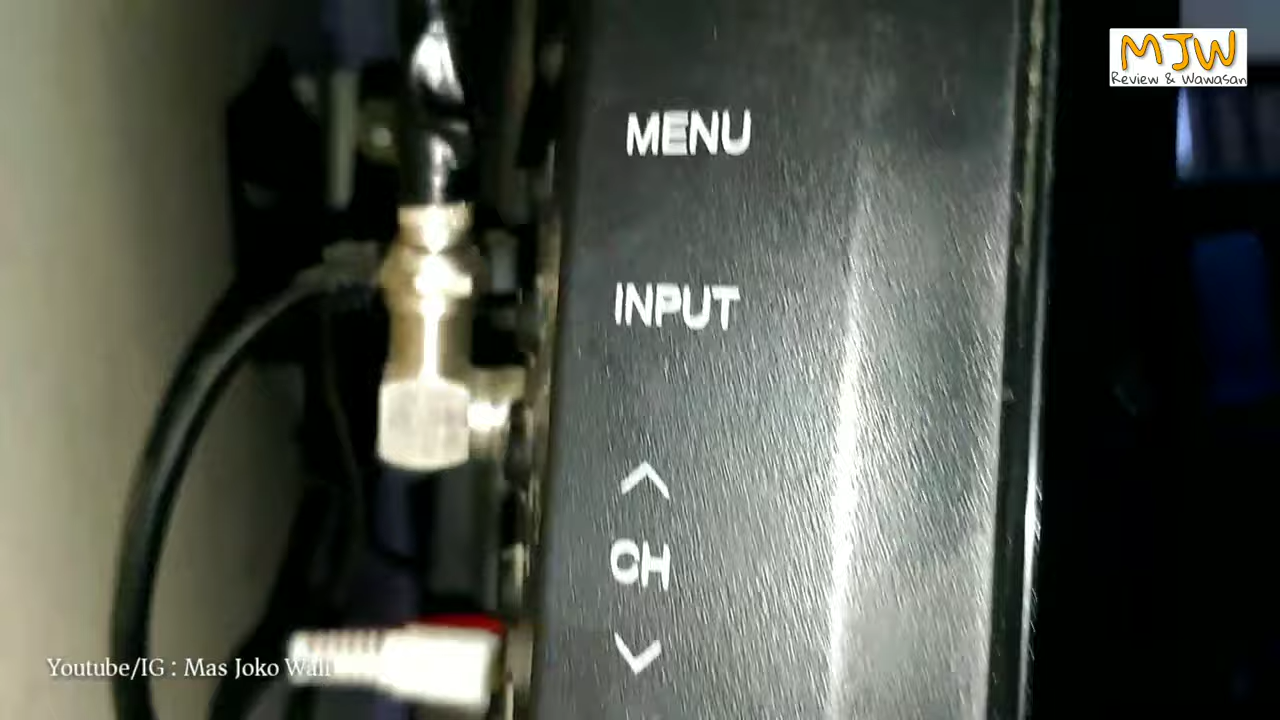 MJW
Review & Wawasan
MENU
INPUT
CH
Youtube/IG : Mas Joko Wali